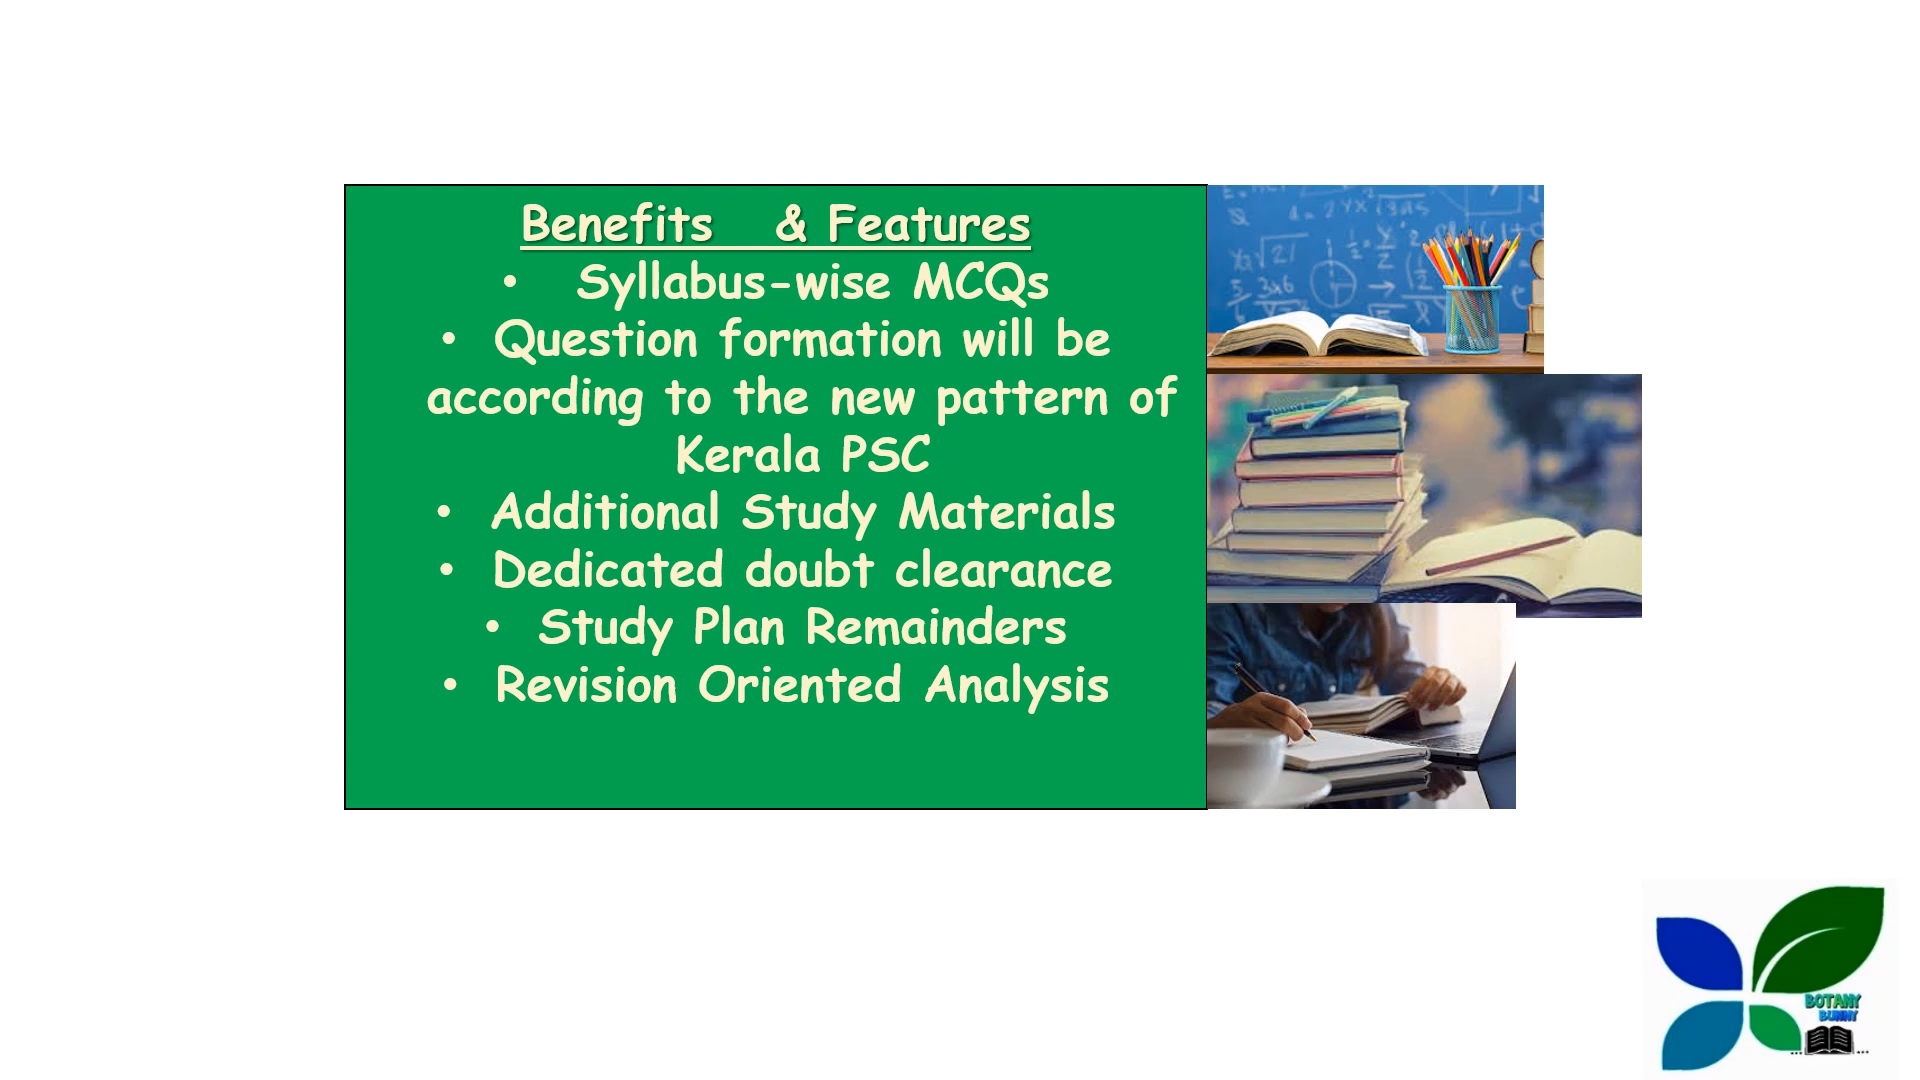 Benefits & Features
• Syllabus-wise MCQs
• Question formation will be
according to the new pattern of
Kerala PSC
• Additional Study Materials
• Dedicated doubt clearance
• Study Plan Remainders
• Revision Oriented Analysis
BOTANY
BUNNY